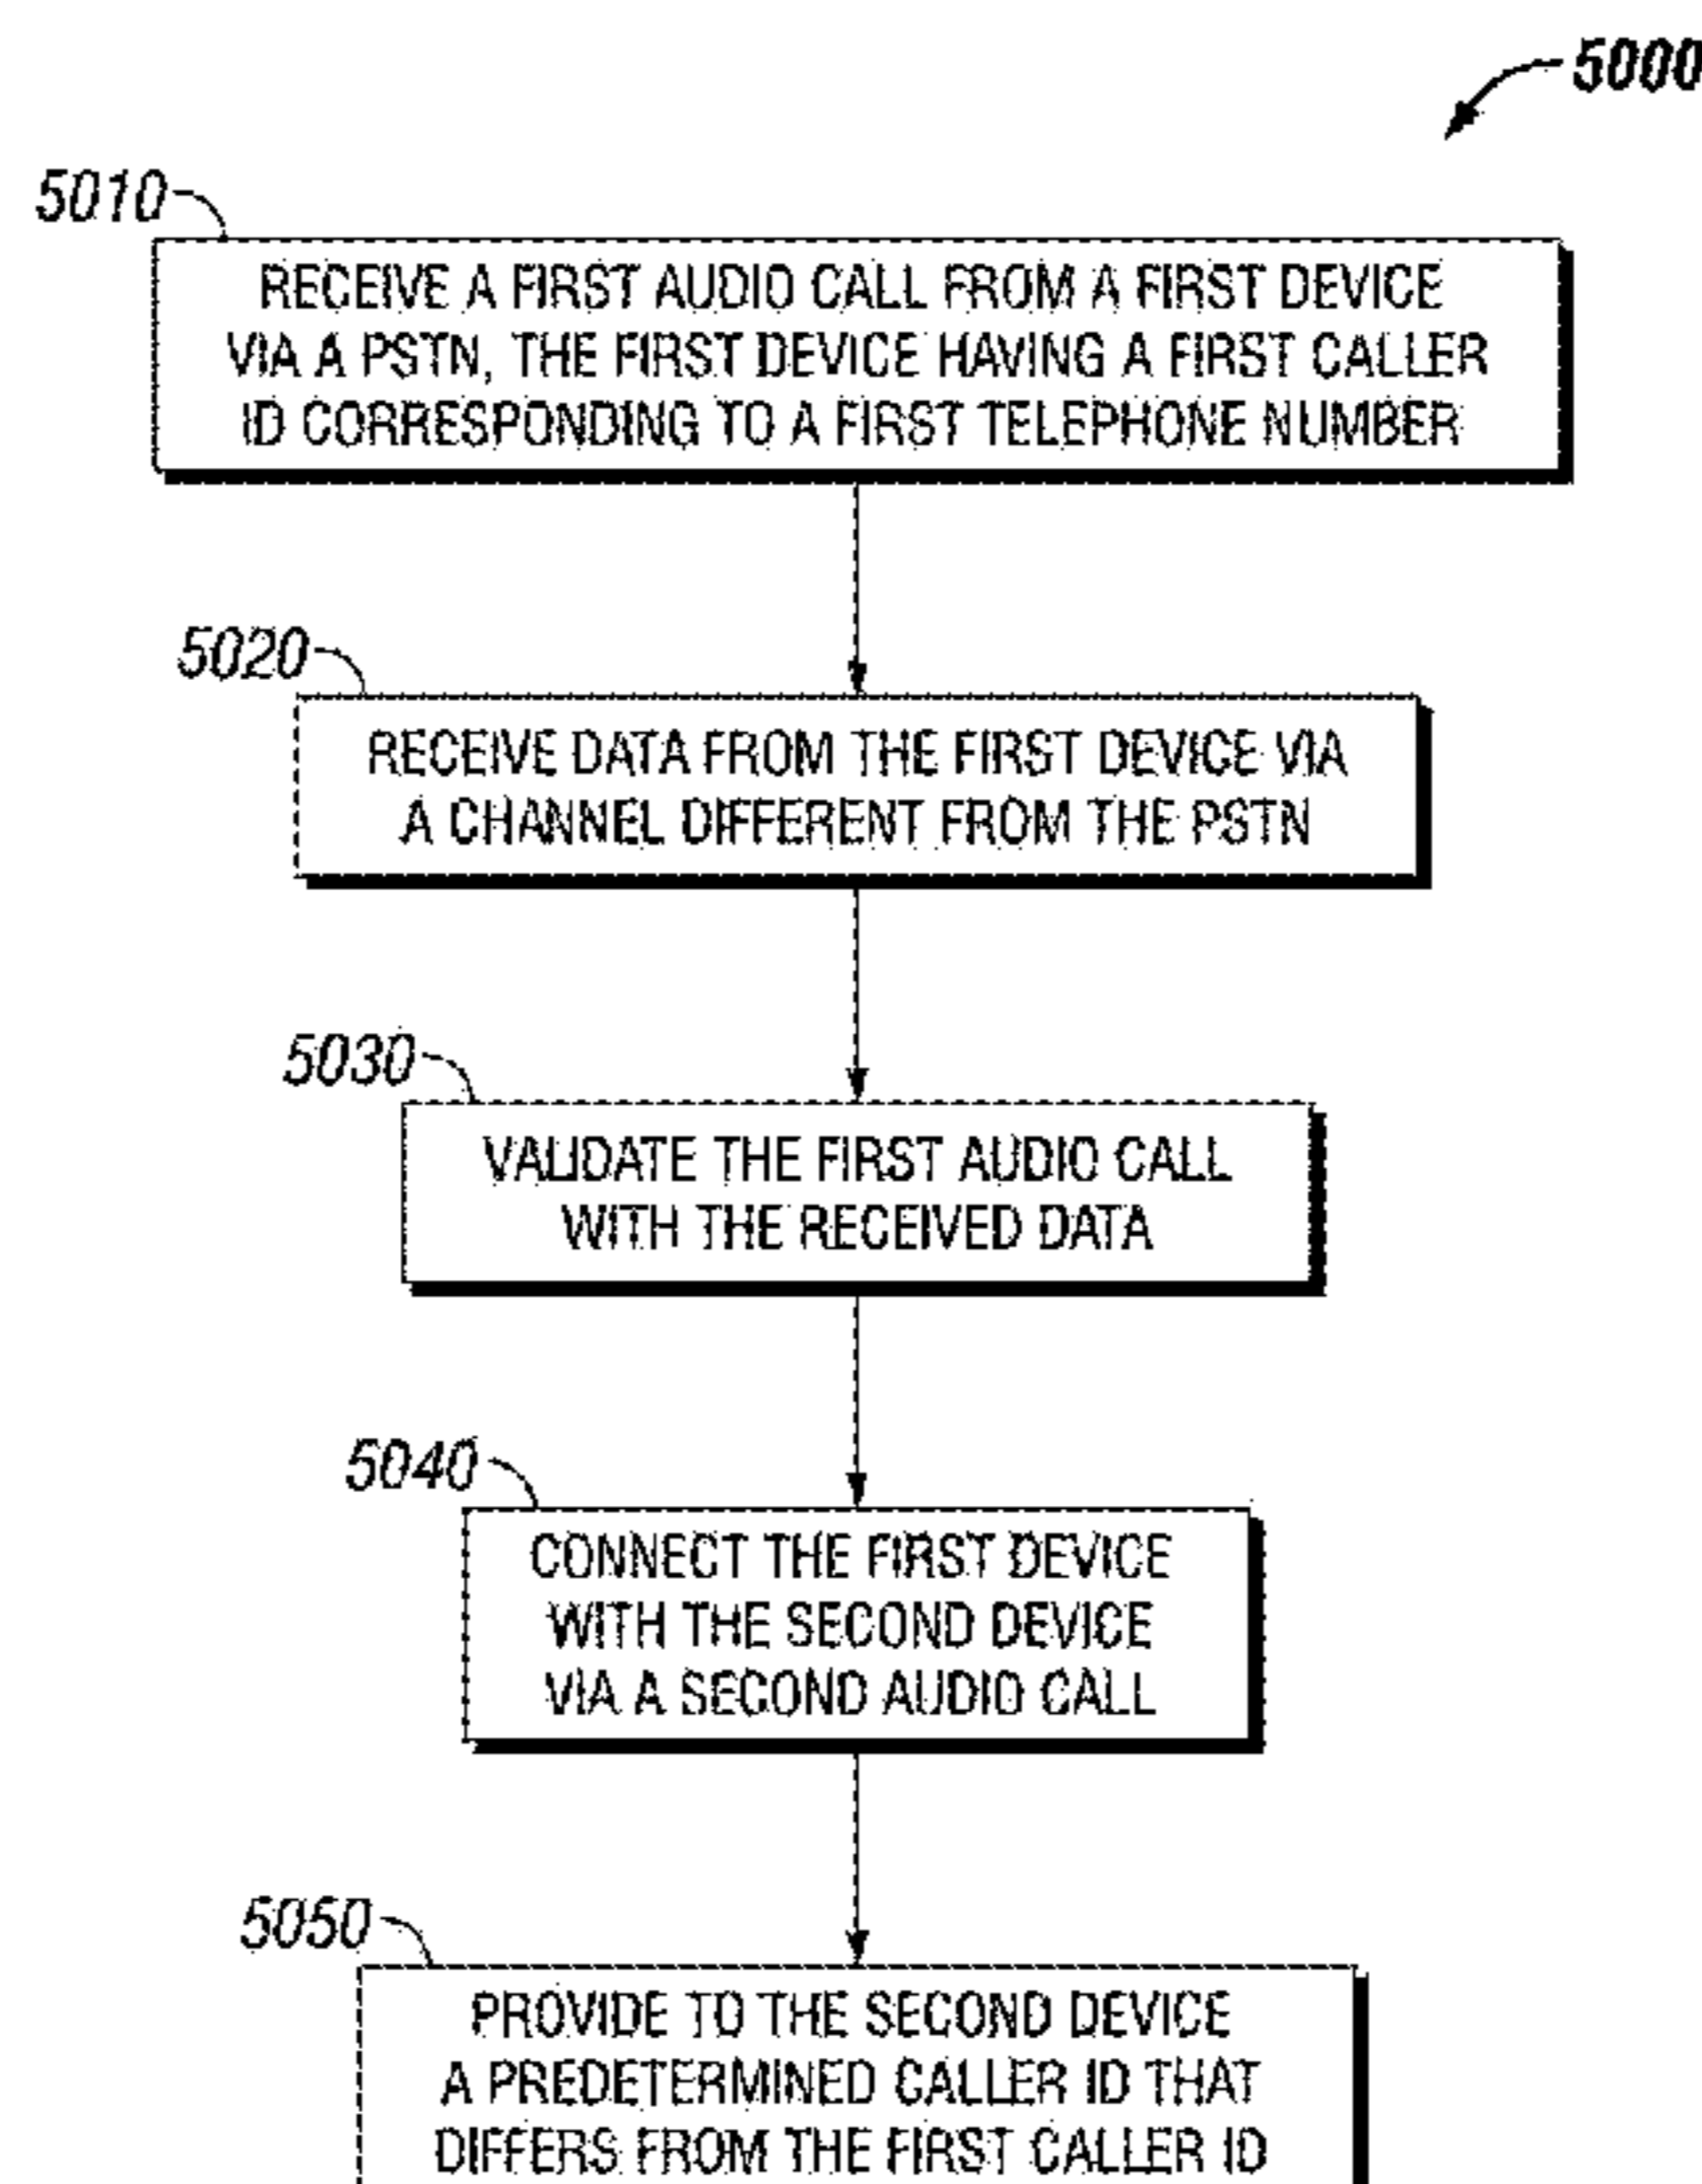 5000
5010
RECEIVE A FIRST AUDIO CALL FROM A FIRST DEVICE
VIA A PSTN, THE FIRST DEVICE HAVING A FIRST CALLER
ID CORRESPONDING TO A FIRST TELEPHONE NUMBER
5020
RECEIVE DATA FROM THE FIRST DEVICE VIA
A CHANNEL DIFFERENT FROM THE PSTN
5030
VALIDATE THE FIRST AUDIO CALL
WITH THE RECEIVED DATA
5040
CONNECT THE FIRST DEVICE
WITH THE SECOND DEVICE
VIA A SECOND AUDIO CALL
5050
PROVIDE TO THE SECOND DEVICE
A PREDETERMINED CALLER ID THAT
DIFFERS FROM THE FIRST CALLER ID